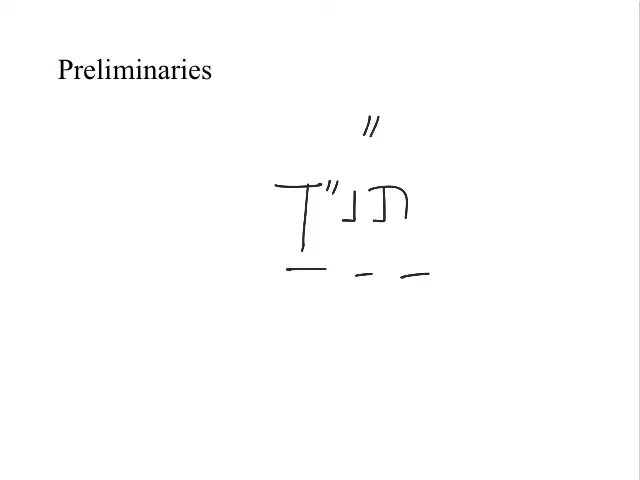 Preliminaries
"
תנ"ך